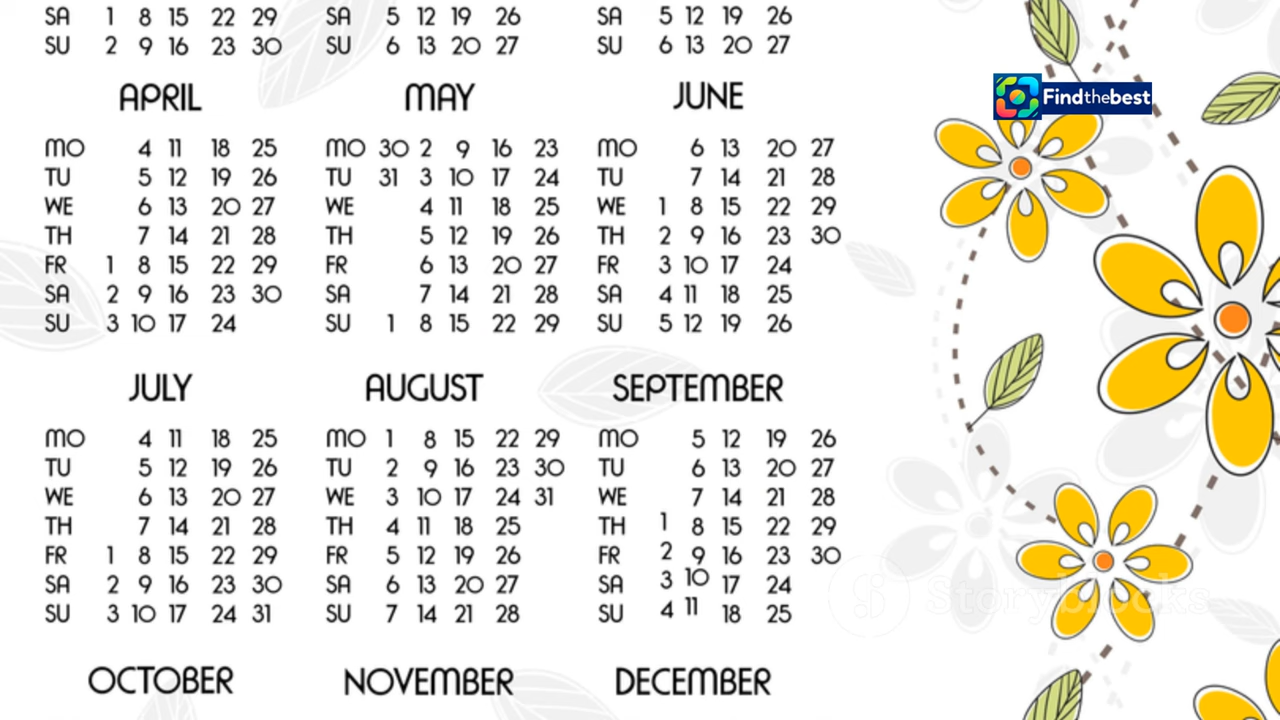 SA 1 8 15 22 29 SA 5 12 19 26 SA 5 12 19 26
SU 2 9 16 23 30 SU 6 13 20 27 SU 6 13 20 27
Findthebest
APRIL MAY JUNE
MO 4 11 18 25 MO 30 2 9 16 23 MO 6 13 20 27
TU 5 12 19 26 TU 31 3 10 17 24 TU 7 14 21 28
WE 6 13 20 27 WE 4 11 18 25 WE 1 8 15 22 29
TH 7 14 21 28 TH 5 12 19 26 TH 2 9 16 23 30
FR 1 8 15 22 29 FR 6 13 20 27 FR 3 10 17 24
SA 2 9 16 23 30 SA 7 14 21 28 SA 4 11 18 25
SU 3 10 17 24 SU 1 8 15 22 29 SU 5 12 19 26
JULY AUGUST SEPTEMBER
MO 4 11 18 25 MO 1 8 15 22 29 MO 5 12 19 26
TU 5 12 19 26 TU 2 9 16 23 30 TU 6 13 20 27
WE 6 13 20 27 WE 3 10 17 24 31 WE 7 14 21 28
TH 7 14 21 28 TH 4 11 18 25 TH 1 8 15 22 29
FR 1 8 15 22 29 FR 5 12 19 26 FR 2 9 16 23 30
SA 2 9 16 23 30 SA 6 13 20 27 SA 3 10 17 24
SU 3 10 17 24 31 SU 7 14 21 28 SU 4 11 18 25
Storyblocks
OCTOBER NOVEMBER DECEMBER